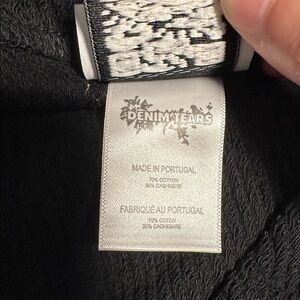 DENIM TEARS
MADE IN PORTUGAL
70% COTTON
30% CASHMERE
FABRIQUÉ AU PORTUGAL
70% COTON
30% CACHEMIRE